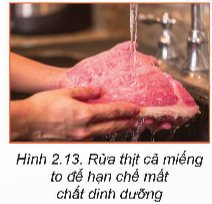 Hình 2.13. Rửa thịt cả miếng
to để hạn chế mất
chất dinh dưỡng